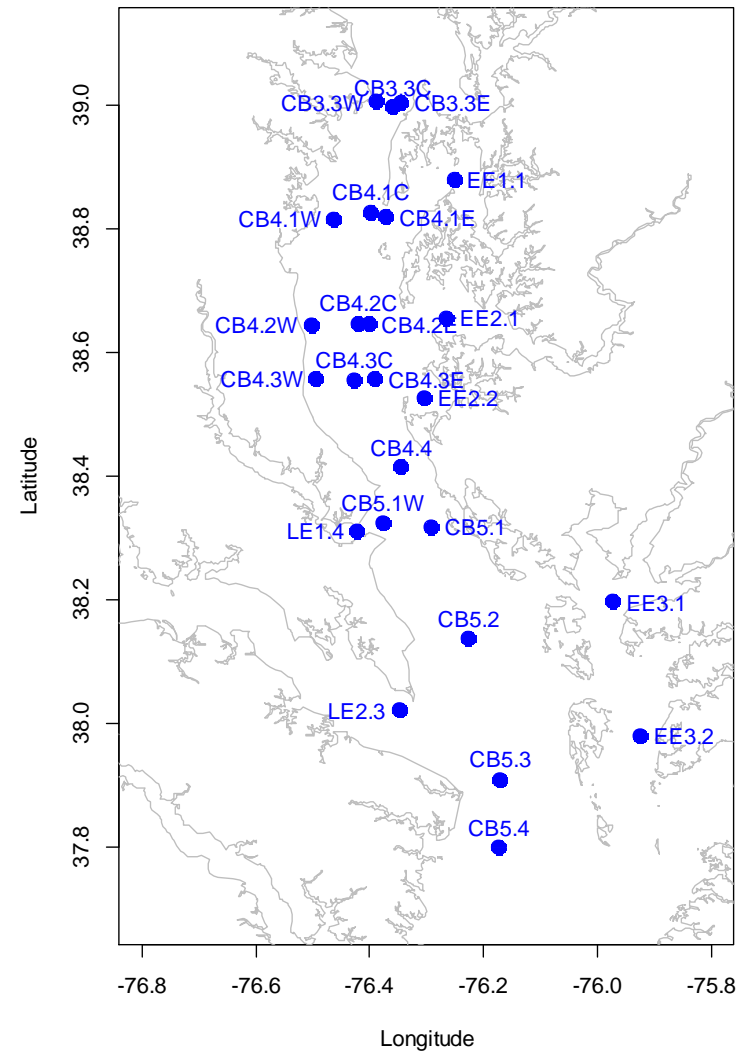 CB3.3C
CB3.3W
CB3.3E
39.0
EE1.1
CB4.1C
CB4.1W
CB4.1E
38.8
CB4.2C
EE2.1
CB4.2W
CB4.2E
38.6
CB4.3C
CB4.3W
CB4.3E
EE2.2
CB4.4
38.4
CB5.1W
LE1.4
CB5.1
38.2
EE3.1
CB5.2
LE2.3
38.0
EE3.2
CB5.3
CB5.4
37.8
Latitude
-76.8 -76.6 -76.4 -76.2 -76.0 -75.8
Longitude